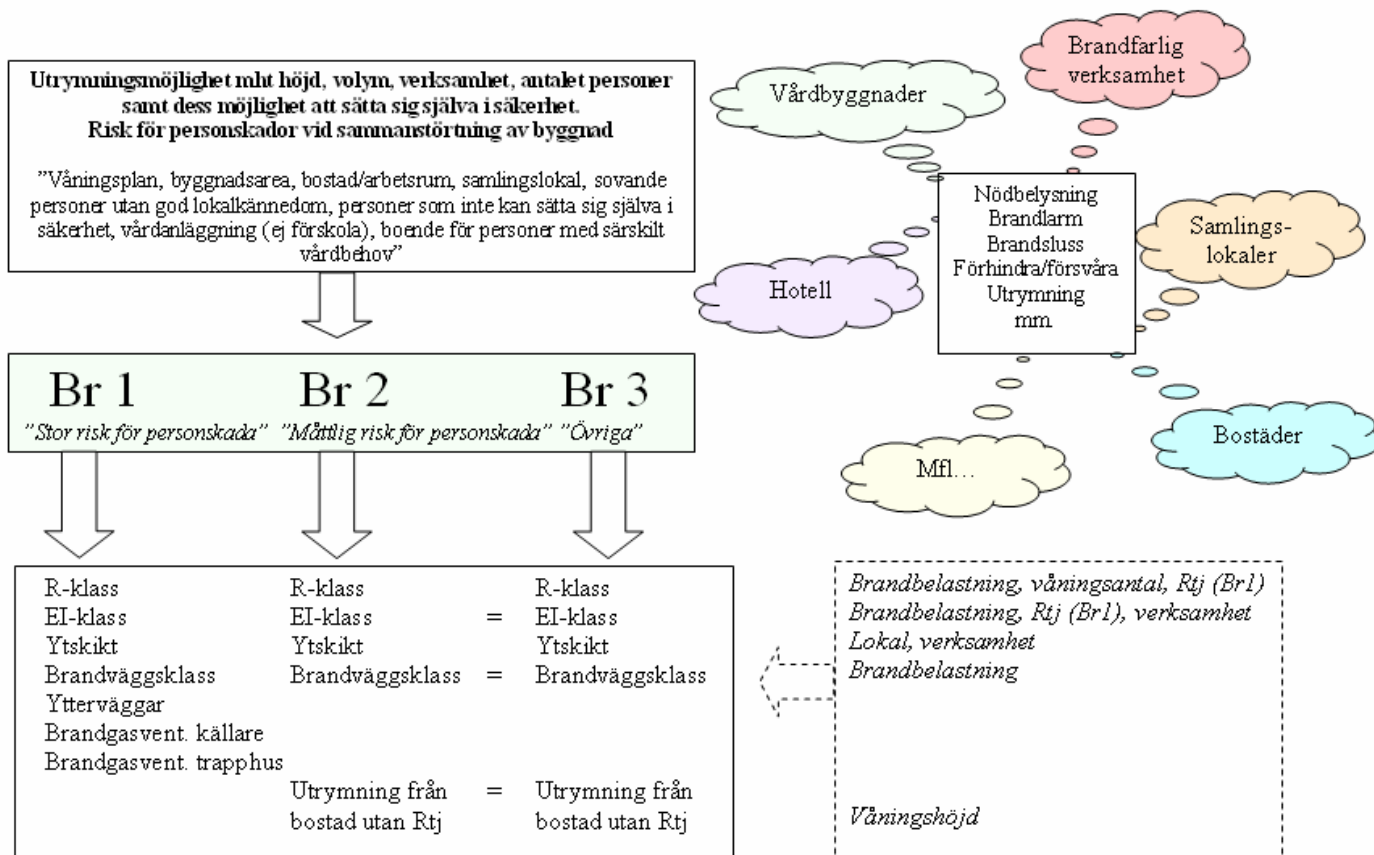 Utrymningsmöjlighet mht höjd, volym, verksamhet, antalet personer
samt dess möjlighet att sätta sig själva i säkerhet.
Risk för personskador vid sammanstörtning av byggnad
”Våningsplan, byggnadsarea, bostad/arbetsrum, samlingslokal, sovande
personer utan god lokalkännedom, personer som inte kan sätta sig själva i
säkerhet, vårdanläggning (ej förskola), boende för personer med särskilt
vårdbehov”
Br 1 Br 2 Br 3
”Stor risk för personskada” ”Måttlig risk för personskada” ”Övriga”
R-klass R-klass R-klass
EI-klass EI-klass = EI-klass
Ytskikt Ytskikt Ytskikt
Brandväggsklass Brandväggsklass = Brandväggsklass
Ytterväggar
Brandgasvent. källare
Brandgasvent. trapphus
Utrymning från = Utrymning från
bostad utan Rtj bostad utan Rtj
Brandfarlig
verksamhet
Vårdbyggnader
Nödbelysning
Brandlarm
Brandsluss
Förhindra/försvåra
Utrymning
mm.
Samlings-
lokaler
Hotell
Bostäder
Mfl...
Brandbelastning, våningsantal, Rtj (Br1)
Brandbelastning, Rtj (Br1), verksamhet
Lokal, verksamhet
Brandbelastning
Våningshöjd